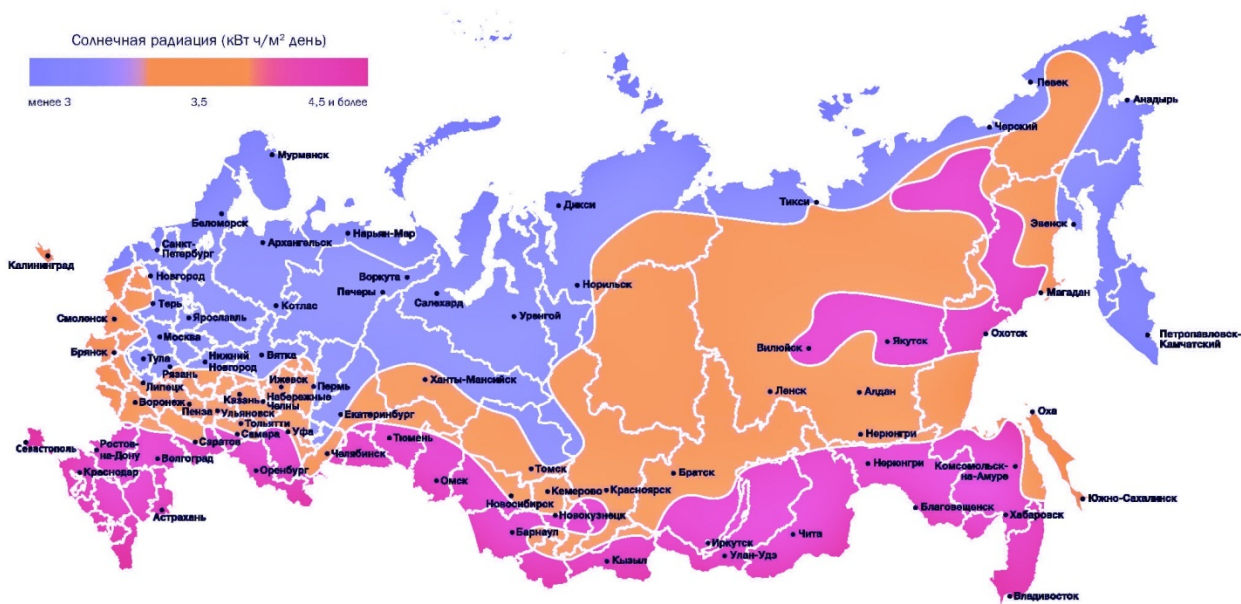 Солнечная радиация (кВт ч/м² день)
менее 3
3,5
4,5 и более
Певек
Анадырь
Черский
Мурманск
Дикси
Тикси
Беломорск
Нарьян-Мар
Эвенск
Санкт-
Петербург
Архангельск
Калининград
Новгород
Воркута
Норильск
Печеры
Салехард
Магадан
Терь
Котлас
Смоленск
Ярославль
Уренгой
Москва
Охотск
Петропавловск-
Камчатский
Вилюйск
Якутск
Брянск
Тула
Нижний
Новгород
Вятка
Рязань
Липецк
Ижевск
Пермь
Ханты-Мансийск
Ленск
Алдан
Казань
Набережные
Челны
Воронеж
Пенза
Ульяновск
Екатеринбург
Оха
Тольятти
Уфа
Севастополь
Ростов-
на-Дону
Саратов
Самара
Тюмень
Нерюнгри
Волгоград
Челябинск
Краснодар
Оренбург
Томск
Братск
Нерюнгри
Комсомольск-
на-Амуре
Омск
Кемерово
Красноярск
Новосибирск
Южно-Сахалинск
Астрахань
Новокузнецк
Благовещенск
Хабаровск
Барнаул
Иркутск
Чита
Улан-Удэ
Кызыл
Владивосток